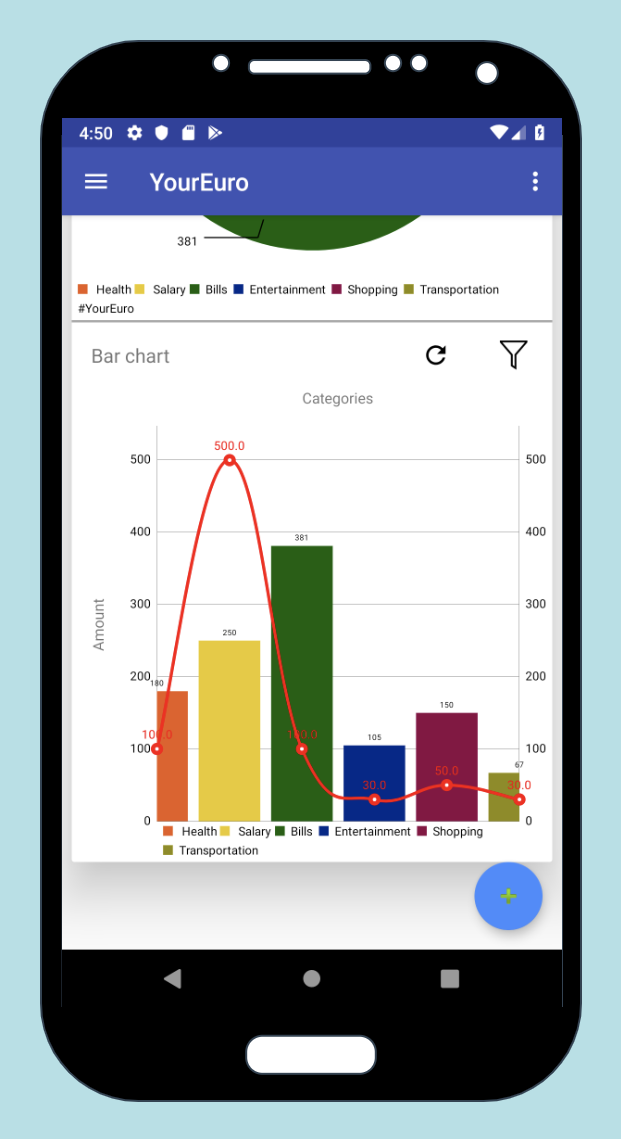 4:50
YourEuro
381
Health Salary Bills Entertainment Shopping Transportation
#YourEuro
Bar chart
Categories
500.0
500 500
381
400 400
Amount
300 300
250
200 200
180
150
100.0 100.0
105
100 100
67
30.0 50.0 30.0
0 0
Health Salary Bills Entertainment Shopping
Transportation